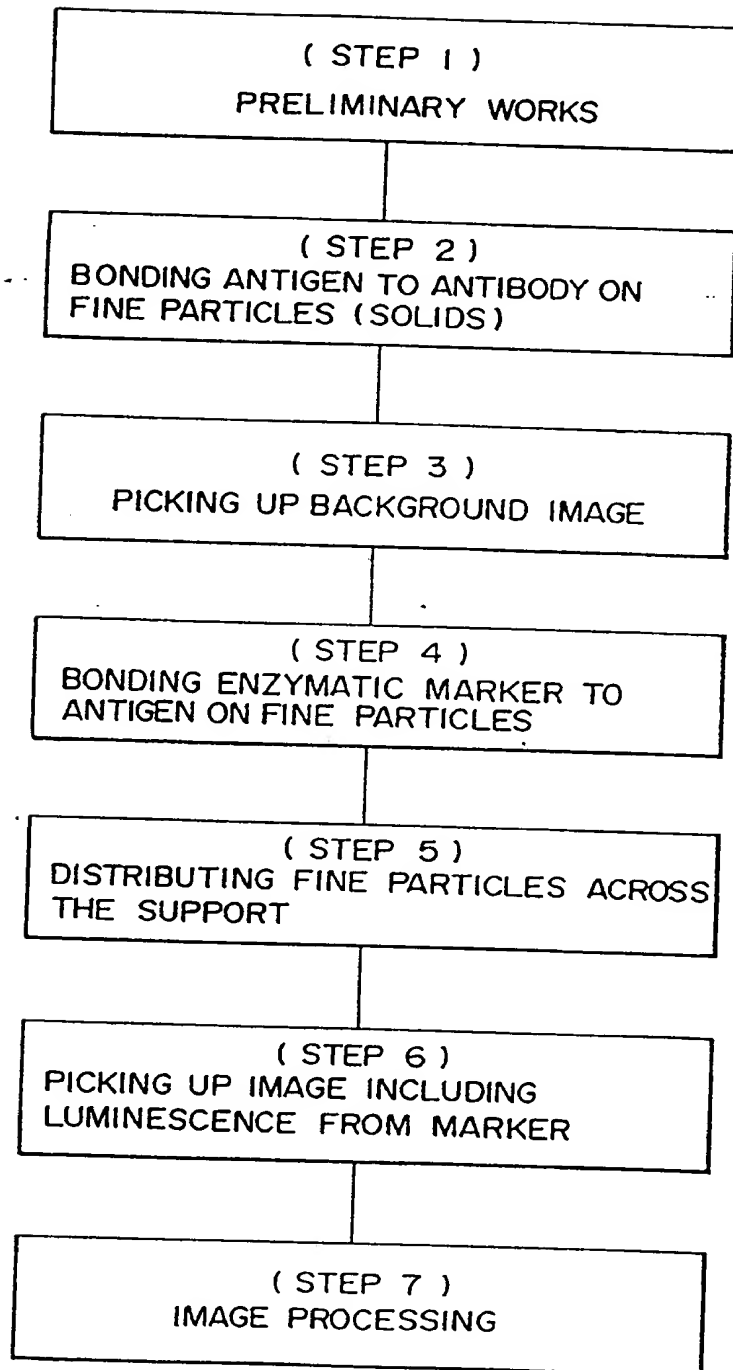 ( STEP 1 )
PRELIMINARY WORKS
( STEP 2 )
BONDING ANTIGEN TO ANTIBODY ON
FINE PARTICLES (SOLIDS)
( STEP 3 )
PICKING UP BACKGROUND IMAGE
( STEP 4 )
BONDING ENZYMATIC MARKER TO
ANTIGEN ON FINE PARTICLES
( STEP 5 )
DISTRIBUTING FINE PARTICLES ACROSS
THE SUPPORT
( STEP 6 )
PICKING UP IMAGE INCLUDING
LUMINESCENCE FROM MARKER
( STEP 7 )
IMAGE PROCESSING